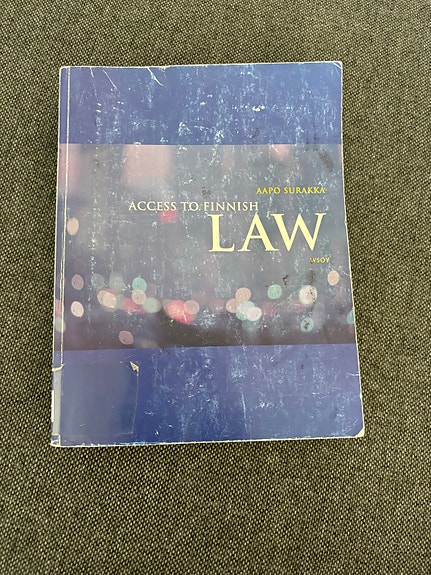 AAPO SURAKKA
ACCESS TO FINNISH
LAW
WSOY